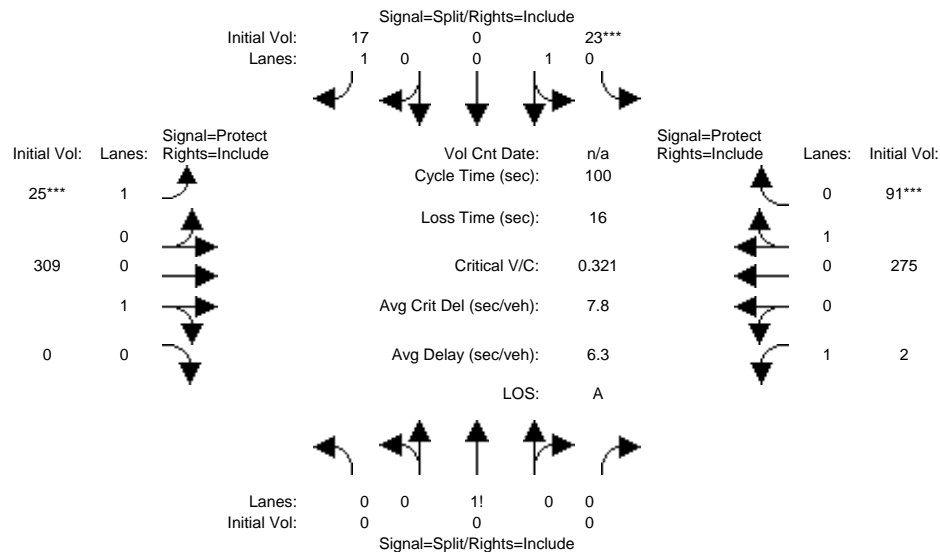 Signal=Split/Rights=Include
Initial Vol: 17 0 23***
Lanes: 1 0 0 1 0
Signal=Protect Signal=Protect
Initial Vol: Lanes: Rights=Include Vol Cnt Date: n/a Rights=Include Lanes: Initial Vol:
Cycle Time (sec): 100
25*** 1 0 91***
Loss Time (sec): 16
0 1
309 0 Critical V/C: 0.321 0 275
1 Avg Crit Del (sec/veh): 7.8 0
0 0 Avg Delay (sec/veh): 6.3 1 2
LOS: A
Lanes: 0 0 1! 0 0
Initial Vol: 0 0 0
Signal=Split/Rights=Include